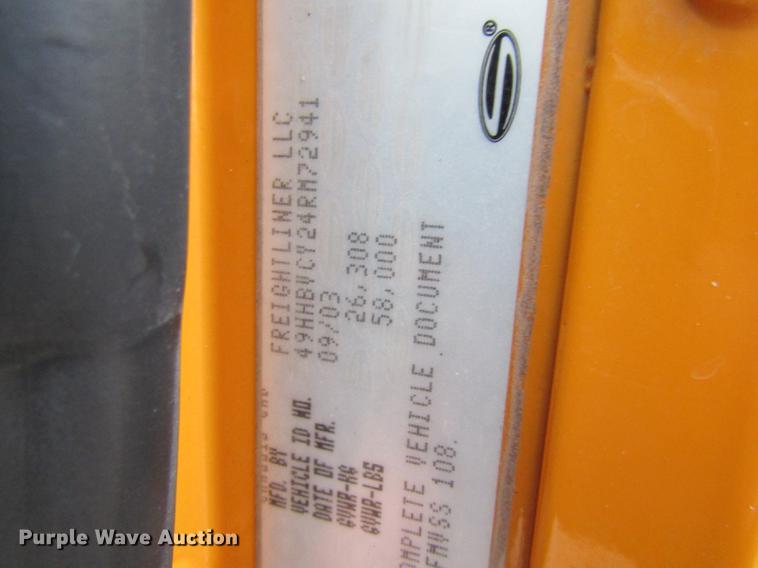 MFD. BY FREIGHTLINER LLC
VEHICLE ID NO. 49HHBVCY24RM72941
DATE OF MFR. 09/03
GVWR-KG 26,308
GVWR-LBS 58,000
OMPLETE VEHICLE DOCUMENT
FMVSS 108.
®
Purple Wave Auction®